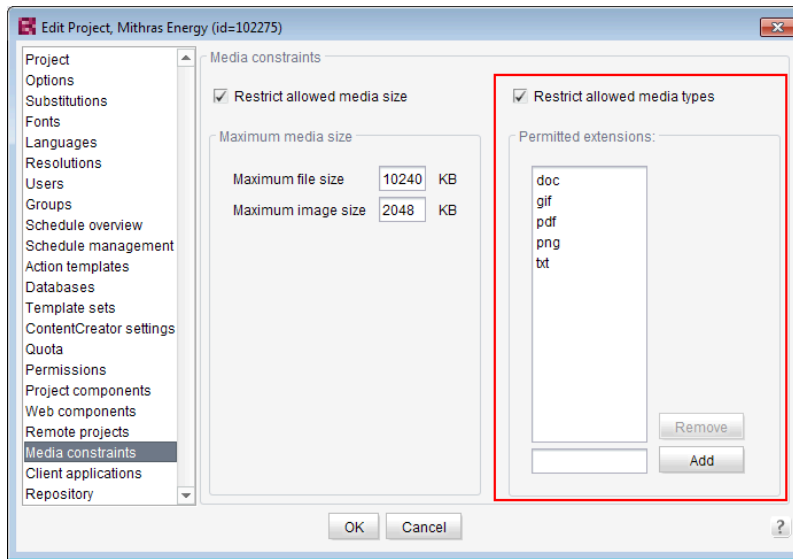 Edit Project, Mithras Energy (id=102275)
Project
Options
Substitutions
Fonts
Languages
Resolutions
Users
Groups
Schedule overview
Schedule management
Action templates
Databases
Template sets
ContentCreator settings
Quota
Permissions
Project components
Web components
Remote projects
Media constraints
Client applications
Repository
Media constraints
Restrict allowed media size
Maximum media size
Maximum file size 10240 KB
Maximum image size 2048 KB
Restrict allowed media types
Permitted extensions:
doc
gif
pdf
png
txt
Remove
Add
OK Cancel
?